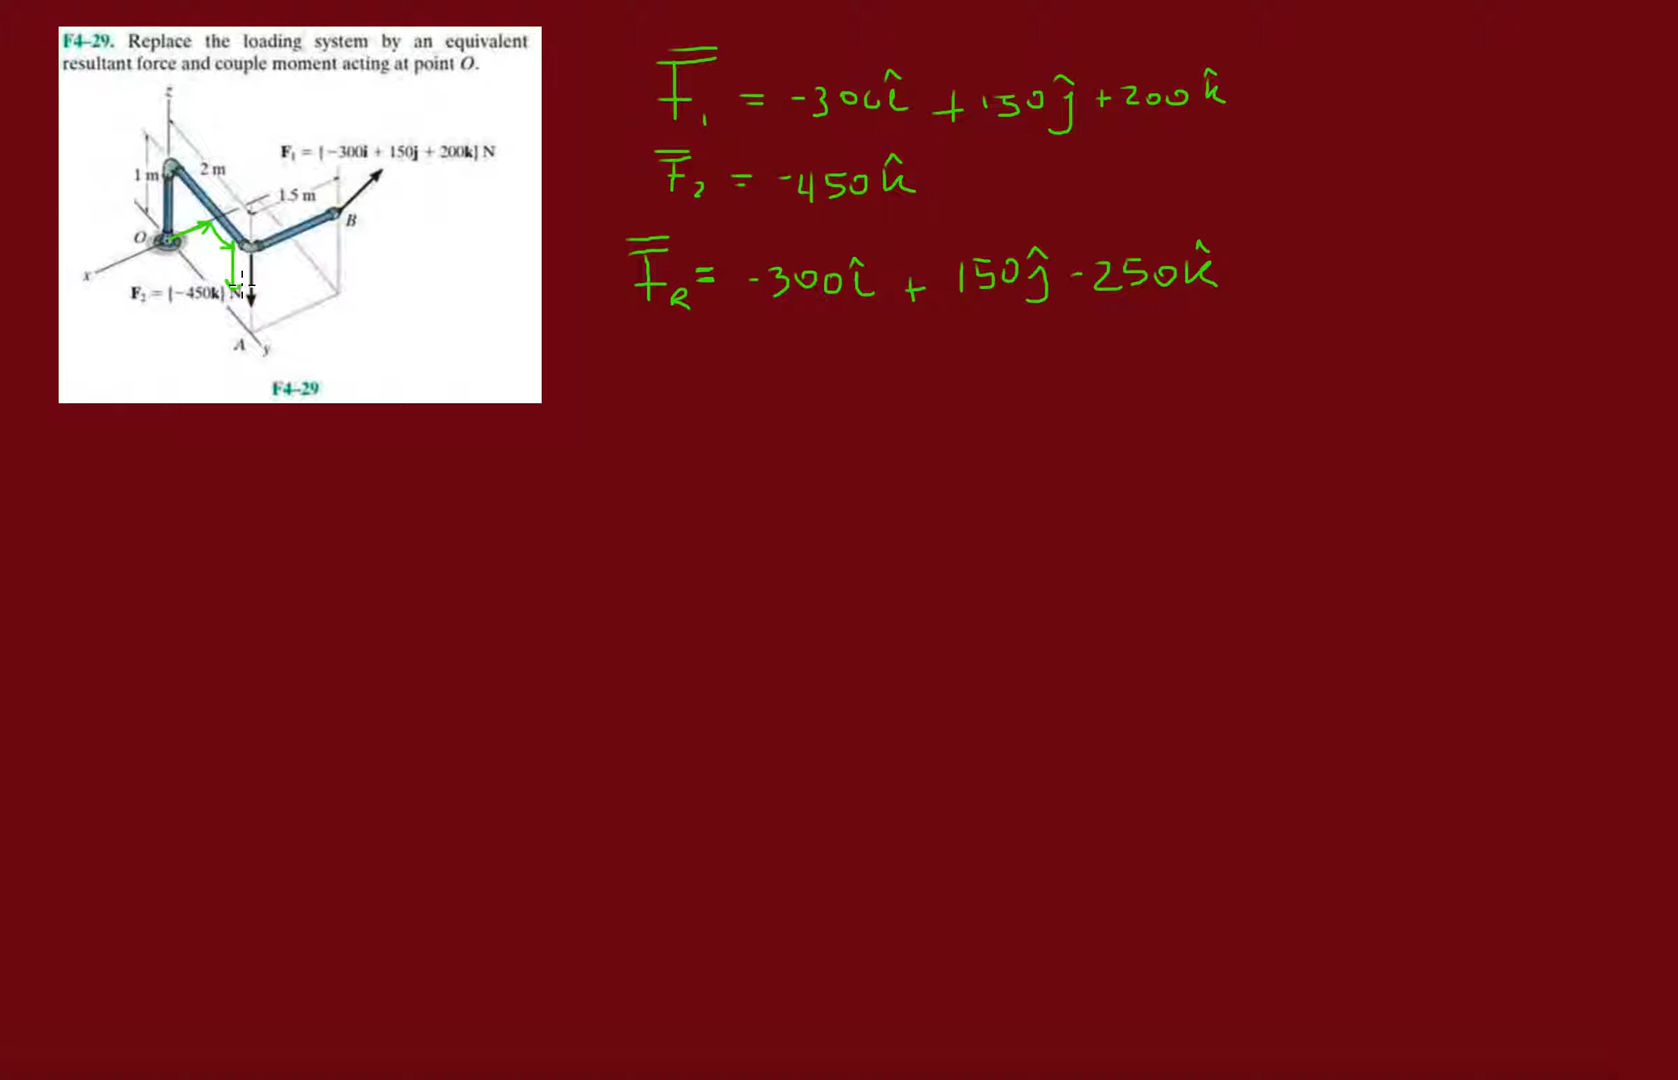 F4–29. Replace the loading system by an equivalent
resultant force and couple moment acting at point O.
z
F₁ = {−300i + 150j + 200k} N
1 m
2 m
1.5 m
B
O
x
F₂ = {−450k} N
A
y
F4–29
F̄₁ = -300î + 150ĵ + 200k̂
F̄₂ = -450k̂
F̄R = -300î + 150ĵ - 250k̂